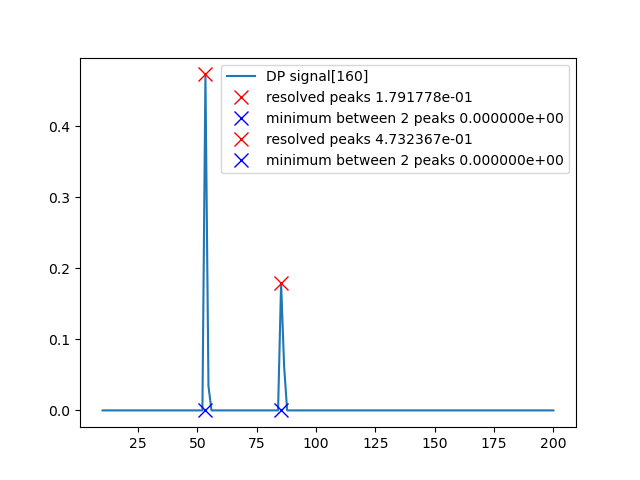 DP signal[160]
resolved peaks 1.791778e-01
minimum between 2 peaks 0.000000e+00
resolved peaks 4.732367e-01
minimum between 2 peaks 0.000000e+00
0.4
0.3
0.2
0.1
0.0
25 50 75 100 125 150 175 200